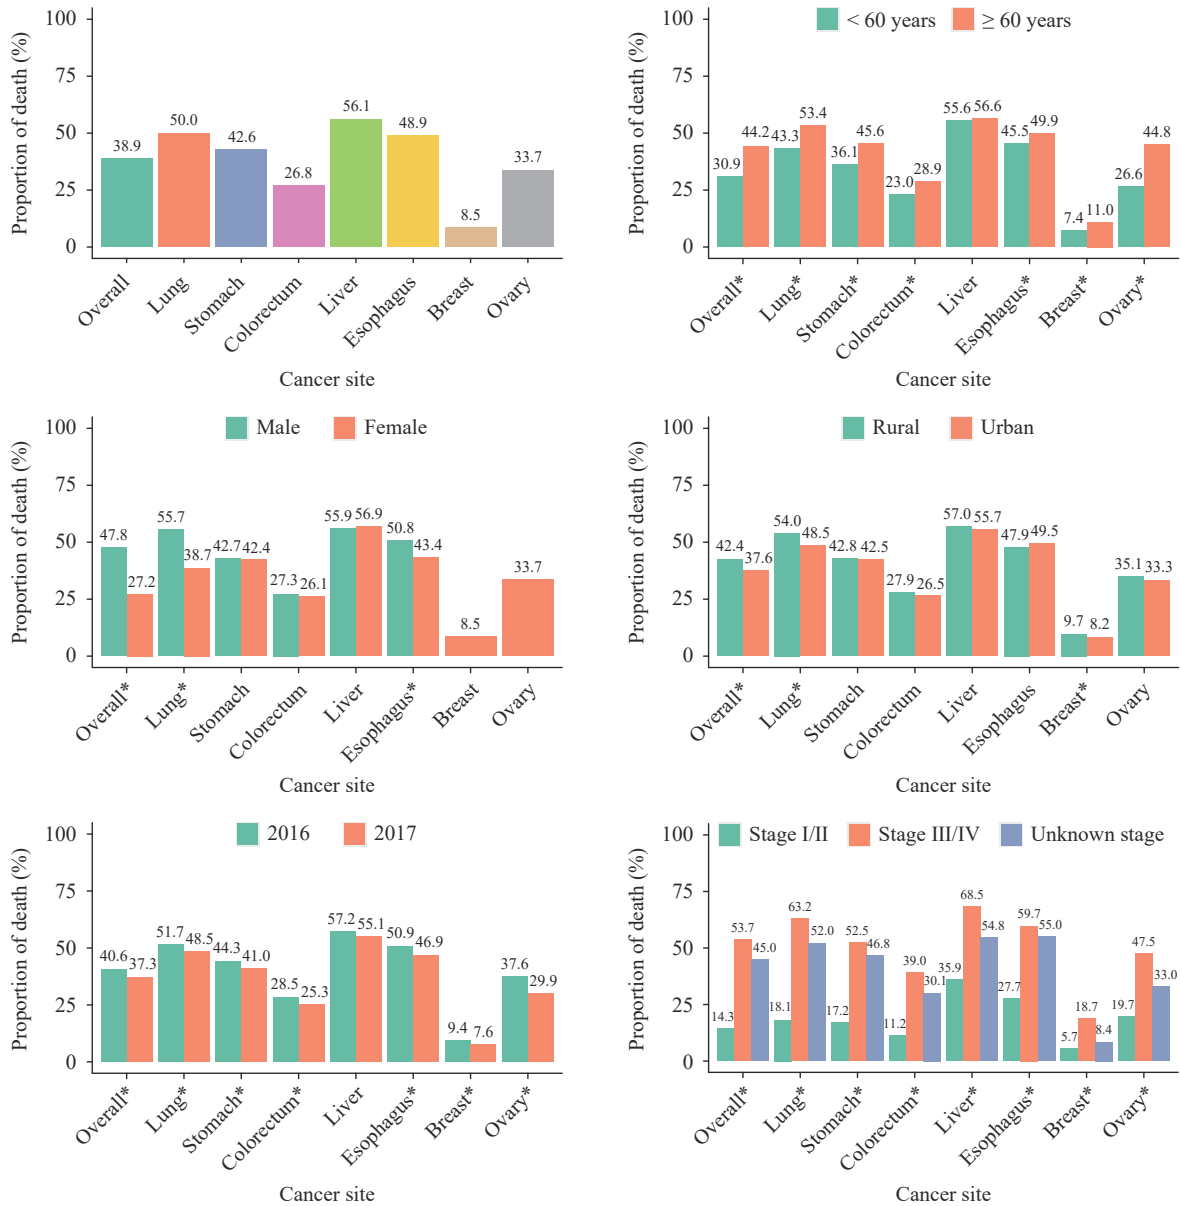 100
75
50
25
0
Proportion of death (%)
38.9
50.0
42.6
26.8
56.1
48.9
8.5
33.7
Overall
Lung
Stomach
Colorectum
Liver
Esophagus
Breast
Ovary
Cancer site
< 60 years
≥ 60 years
100
75
50
25
0
Proportion of death (%)
30.9
44.2
43.3
53.4
36.1
45.6
23.0
28.9
55.6
56.6
45.5
49.9
7.4
11.0
26.6
44.8
Overall*
Lung*
Stomach*
Colorectum*
Liver
Esophagus*
Breast*
Ovary*
Cancer site
Male
Female
100
75
50
25
0
Proportion of death (%)
47.8
27.2
55.7
38.7
42.7
42.4
27.3
26.1
55.9
56.9
50.8
43.4
8.5
33.7
Overall*
Lung*
Stomach
Colorectum
Liver
Esophagus*
Breast
Ovary
Cancer site
Rural
Urban
100
75
50
25
0
Proportion of death (%)
42.4
37.6
54.0
48.5
42.8
42.5
27.9
26.5
57.0
55.7
47.9
49.5
9.7
8.2
35.1
33.3
Overall*
Lung*
Stomach
Colorectum
Liver
Esophagus
Breast*
Ovary
Cancer site
2016
2017
100
75
50
25
0
Proportion of death (%)
40.6
37.3
51.7
48.5
44.3
41.0
28.5
25.3
57.2
55.1
50.9
46.9
9.4
7.6
37.6
29.9
Overall*
Lung*
Stomach*
Colorectum*
Liver
Esophagus*
Breast*
Ovary*
Cancer site
Stage I/II
Stage III/IV
Unknown stage
100
75
50
25
0
Proportion of death (%)
14.3
53.7
45.0
18.1
63.2
52.0
17.2
52.5
46.8
11.2
39.0
30.1
35.9
68.5
54.8
27.7
59.7
55.0
5.7
18.7
8.4
19.7
47.5
33.0
Overall*
Lung*
Stomach*
Colorectum*
Liver*
Esophagus*
Breast*
Ovary*
Cancer site